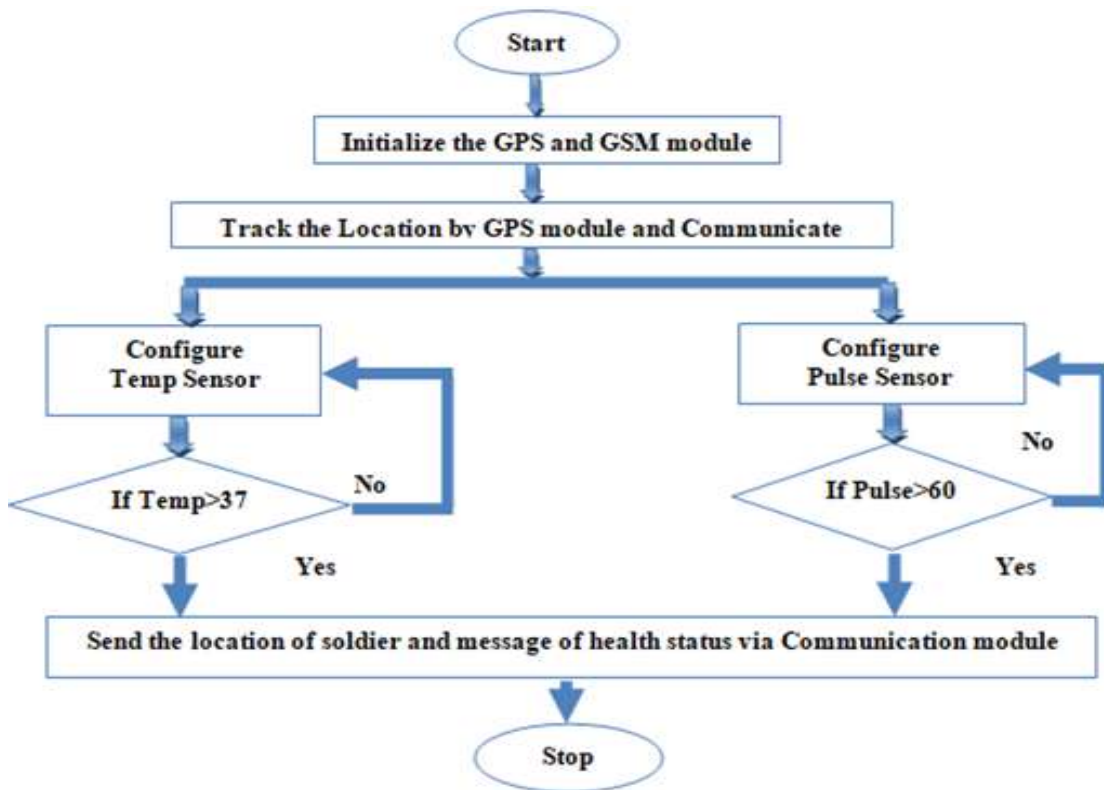 Start
Initialize the GPS and GSM module
Track the Location by GPS module and Communicate
Configure
Temp Sensor
Configure
Pulse Sensor
No
If Temp>37
No
If Pulse>60
Yes
Yes
Send the location of soldier and message of health status via Communication module
Stop